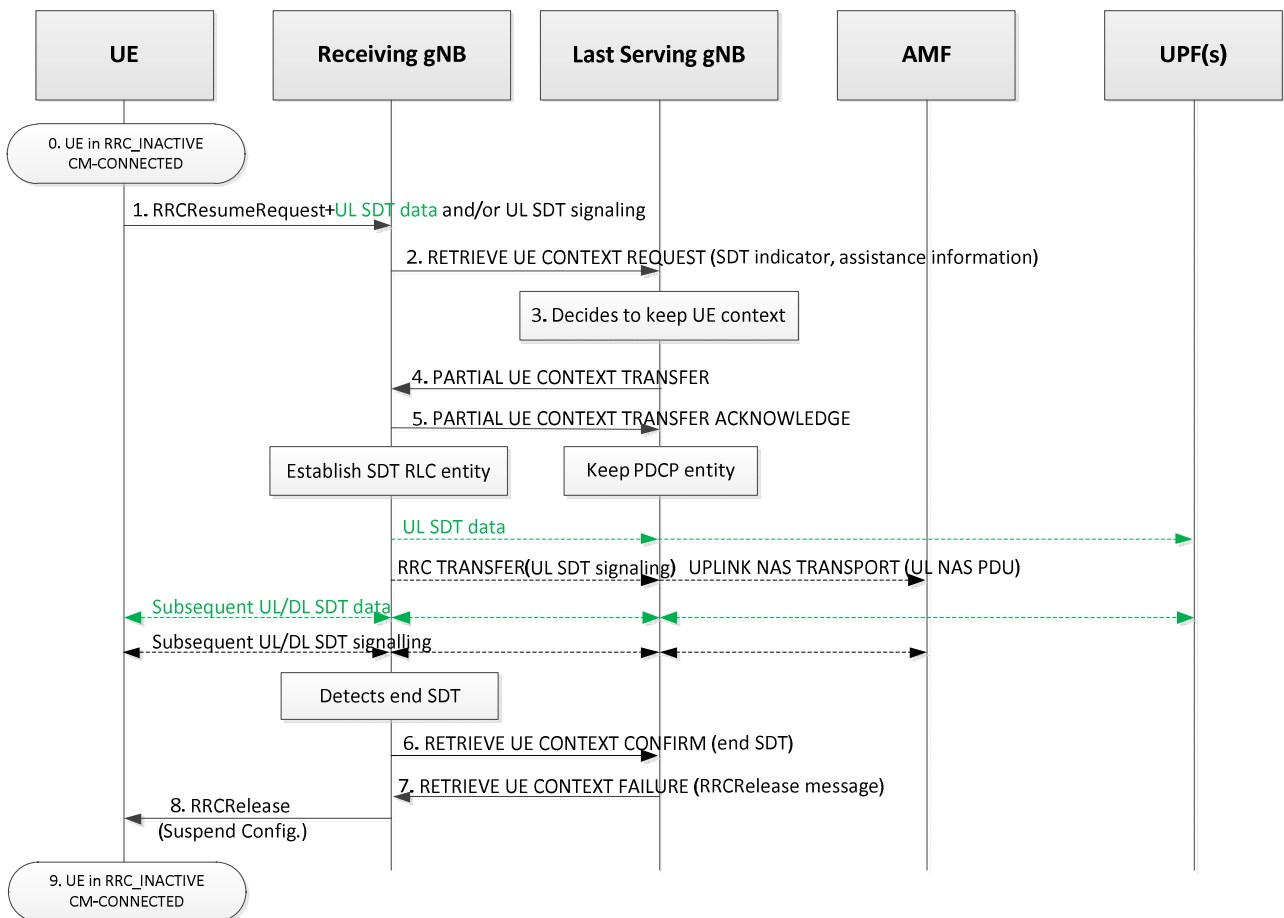 UE
Receiving gNB
Last Serving gNB
AMF
UPF(s)
0. UE in RRC_INACTIVE
CM-CONNECTED
1. RRCResumeRequest+UL SDT data and/or UL SDT signaling
2. RETRIEVE UE CONTEXT REQUEST (SDT indicator, assistance information)
3. Decides to keep UE context
4. PARTIAL UE CONTEXT TRANSFER
5. PARTIAL UE CONTEXT TRANSFER ACKNOWLEDGE
Establish SDT RLC entity
Keep PDCP entity
UL SDT data
RRC TRANSFER(UL SDT signaling)
UPLINK NAS TRANSPORT (UL NAS PDU)
Subsequent UL/DL SDT data
Subsequent UL/DL SDT signalling
Detects end SDT
6. RETRIEVE UE CONTEXT CONFIRM (end SDT)
7. RETRIEVE UE CONTEXT FAILURE (RRCRelease message)
8. RRCRelease
(Suspend Config.)
9. UE in RRC_INACTIVE
CM-CONNECTED